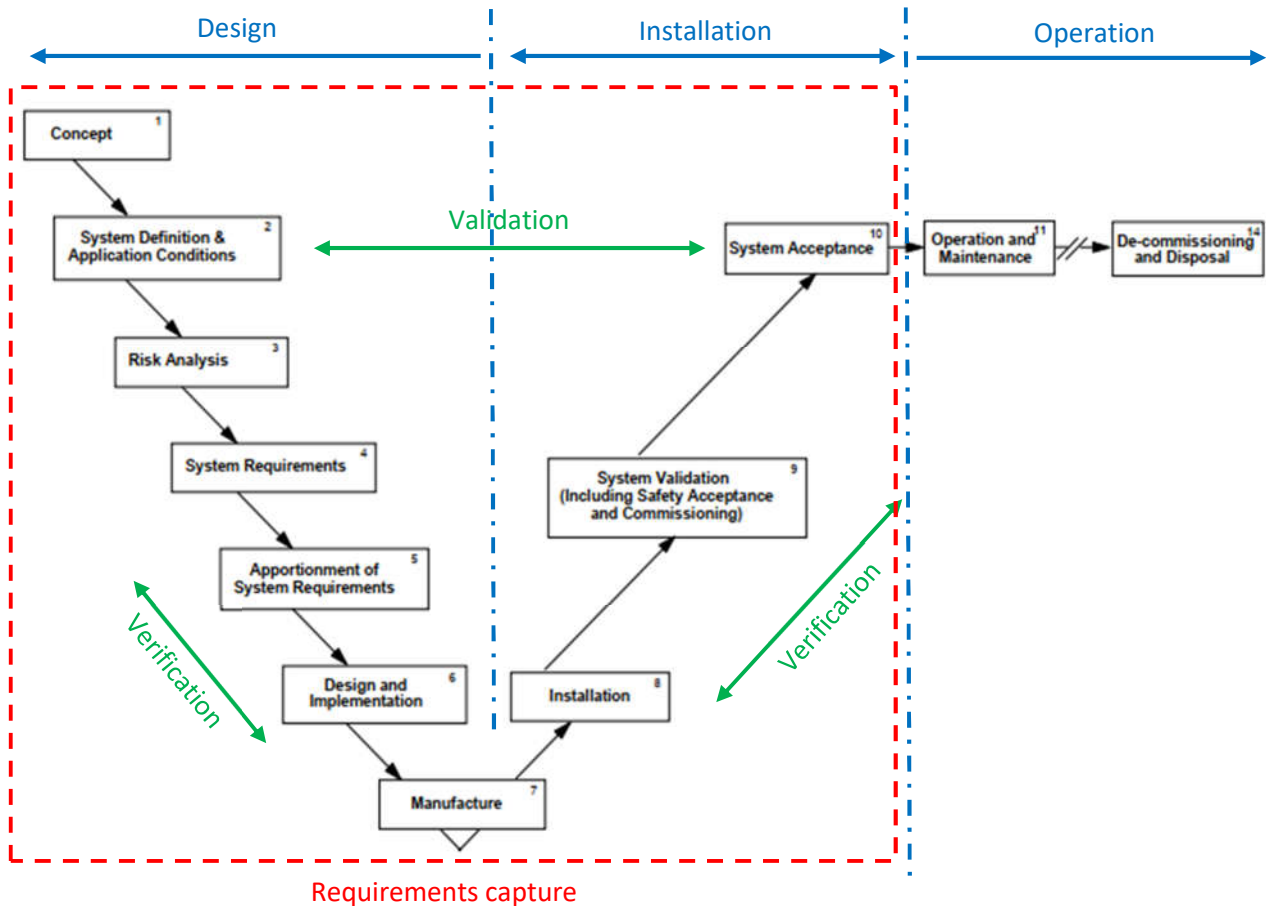 Design
Installation
Operation
Concept
1
System Definition &
Application Conditions
2
Validation
System Acceptance
10
Operation and
Maintenance
11
De-commissioning
and Disposal
14
Risk Analysis
3
System Requirements
4
System Validation
(Including Safety Acceptance
and Commissioning)
9
Apportionment of
System Requirements
5
Verification
Verification
Design and
Implementation
6
Installation
8
Manufacture
7
Requirements capture